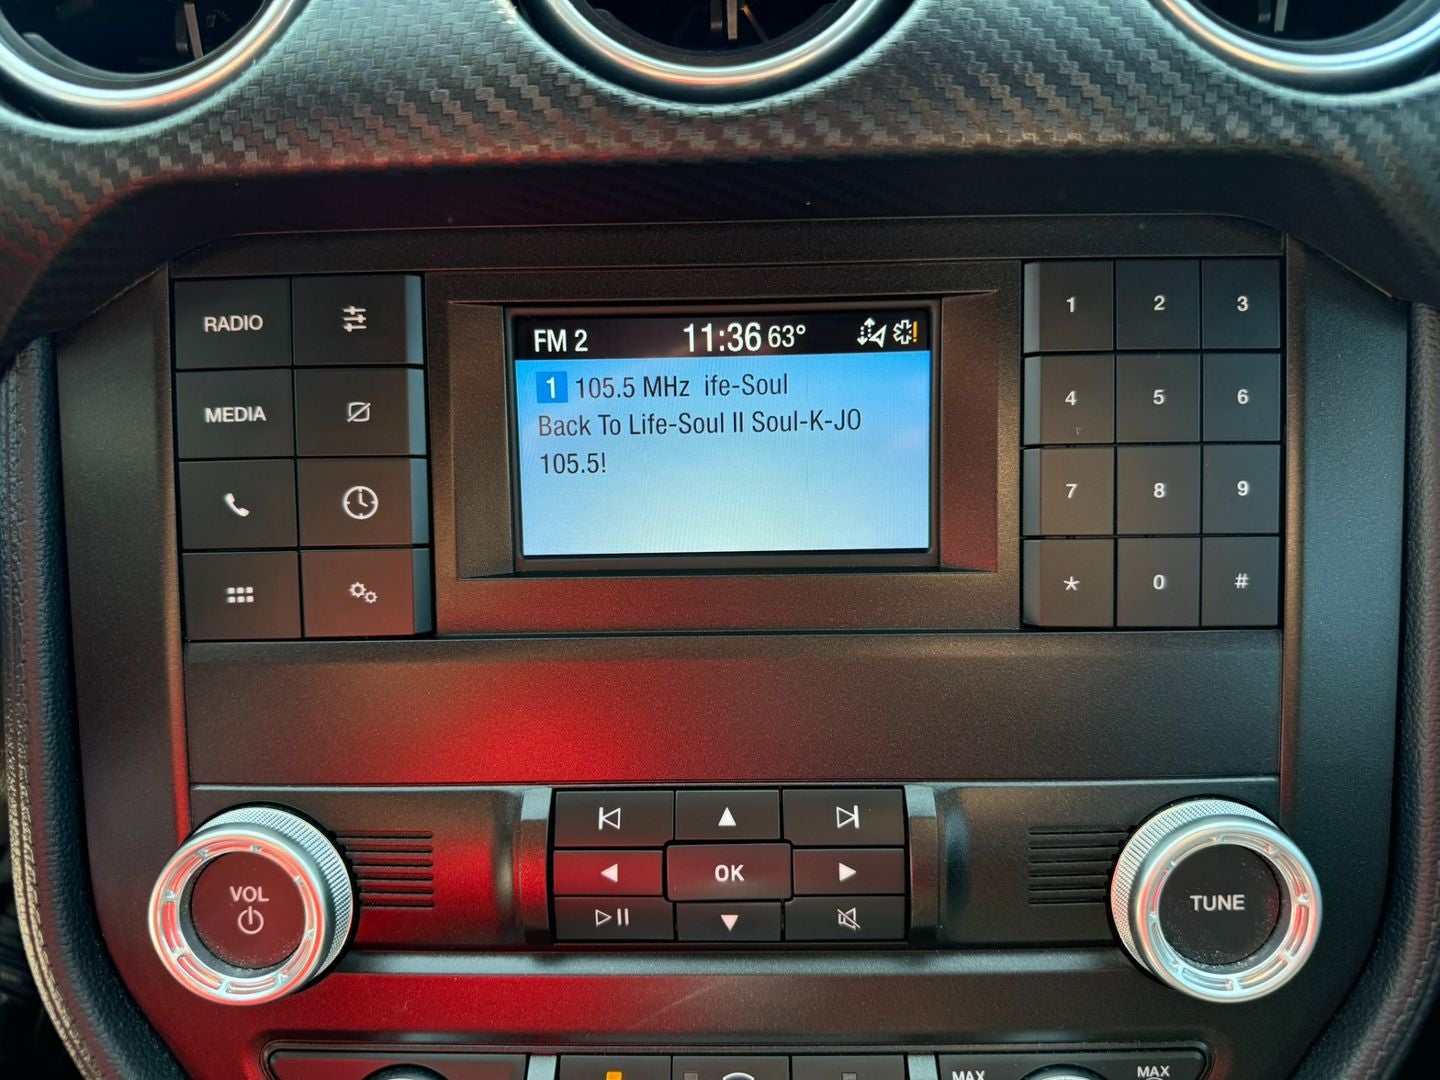 RADIO
MEDIA
FM 2 11:36 63°
1 105.5 MHz ife-Soul
Back To Life-Soul II Soul-K-JO
105.5!
1 2 3
4 5 6
7 8 9
* 0 #
VOL
OK
TUNE
MAX
MAX